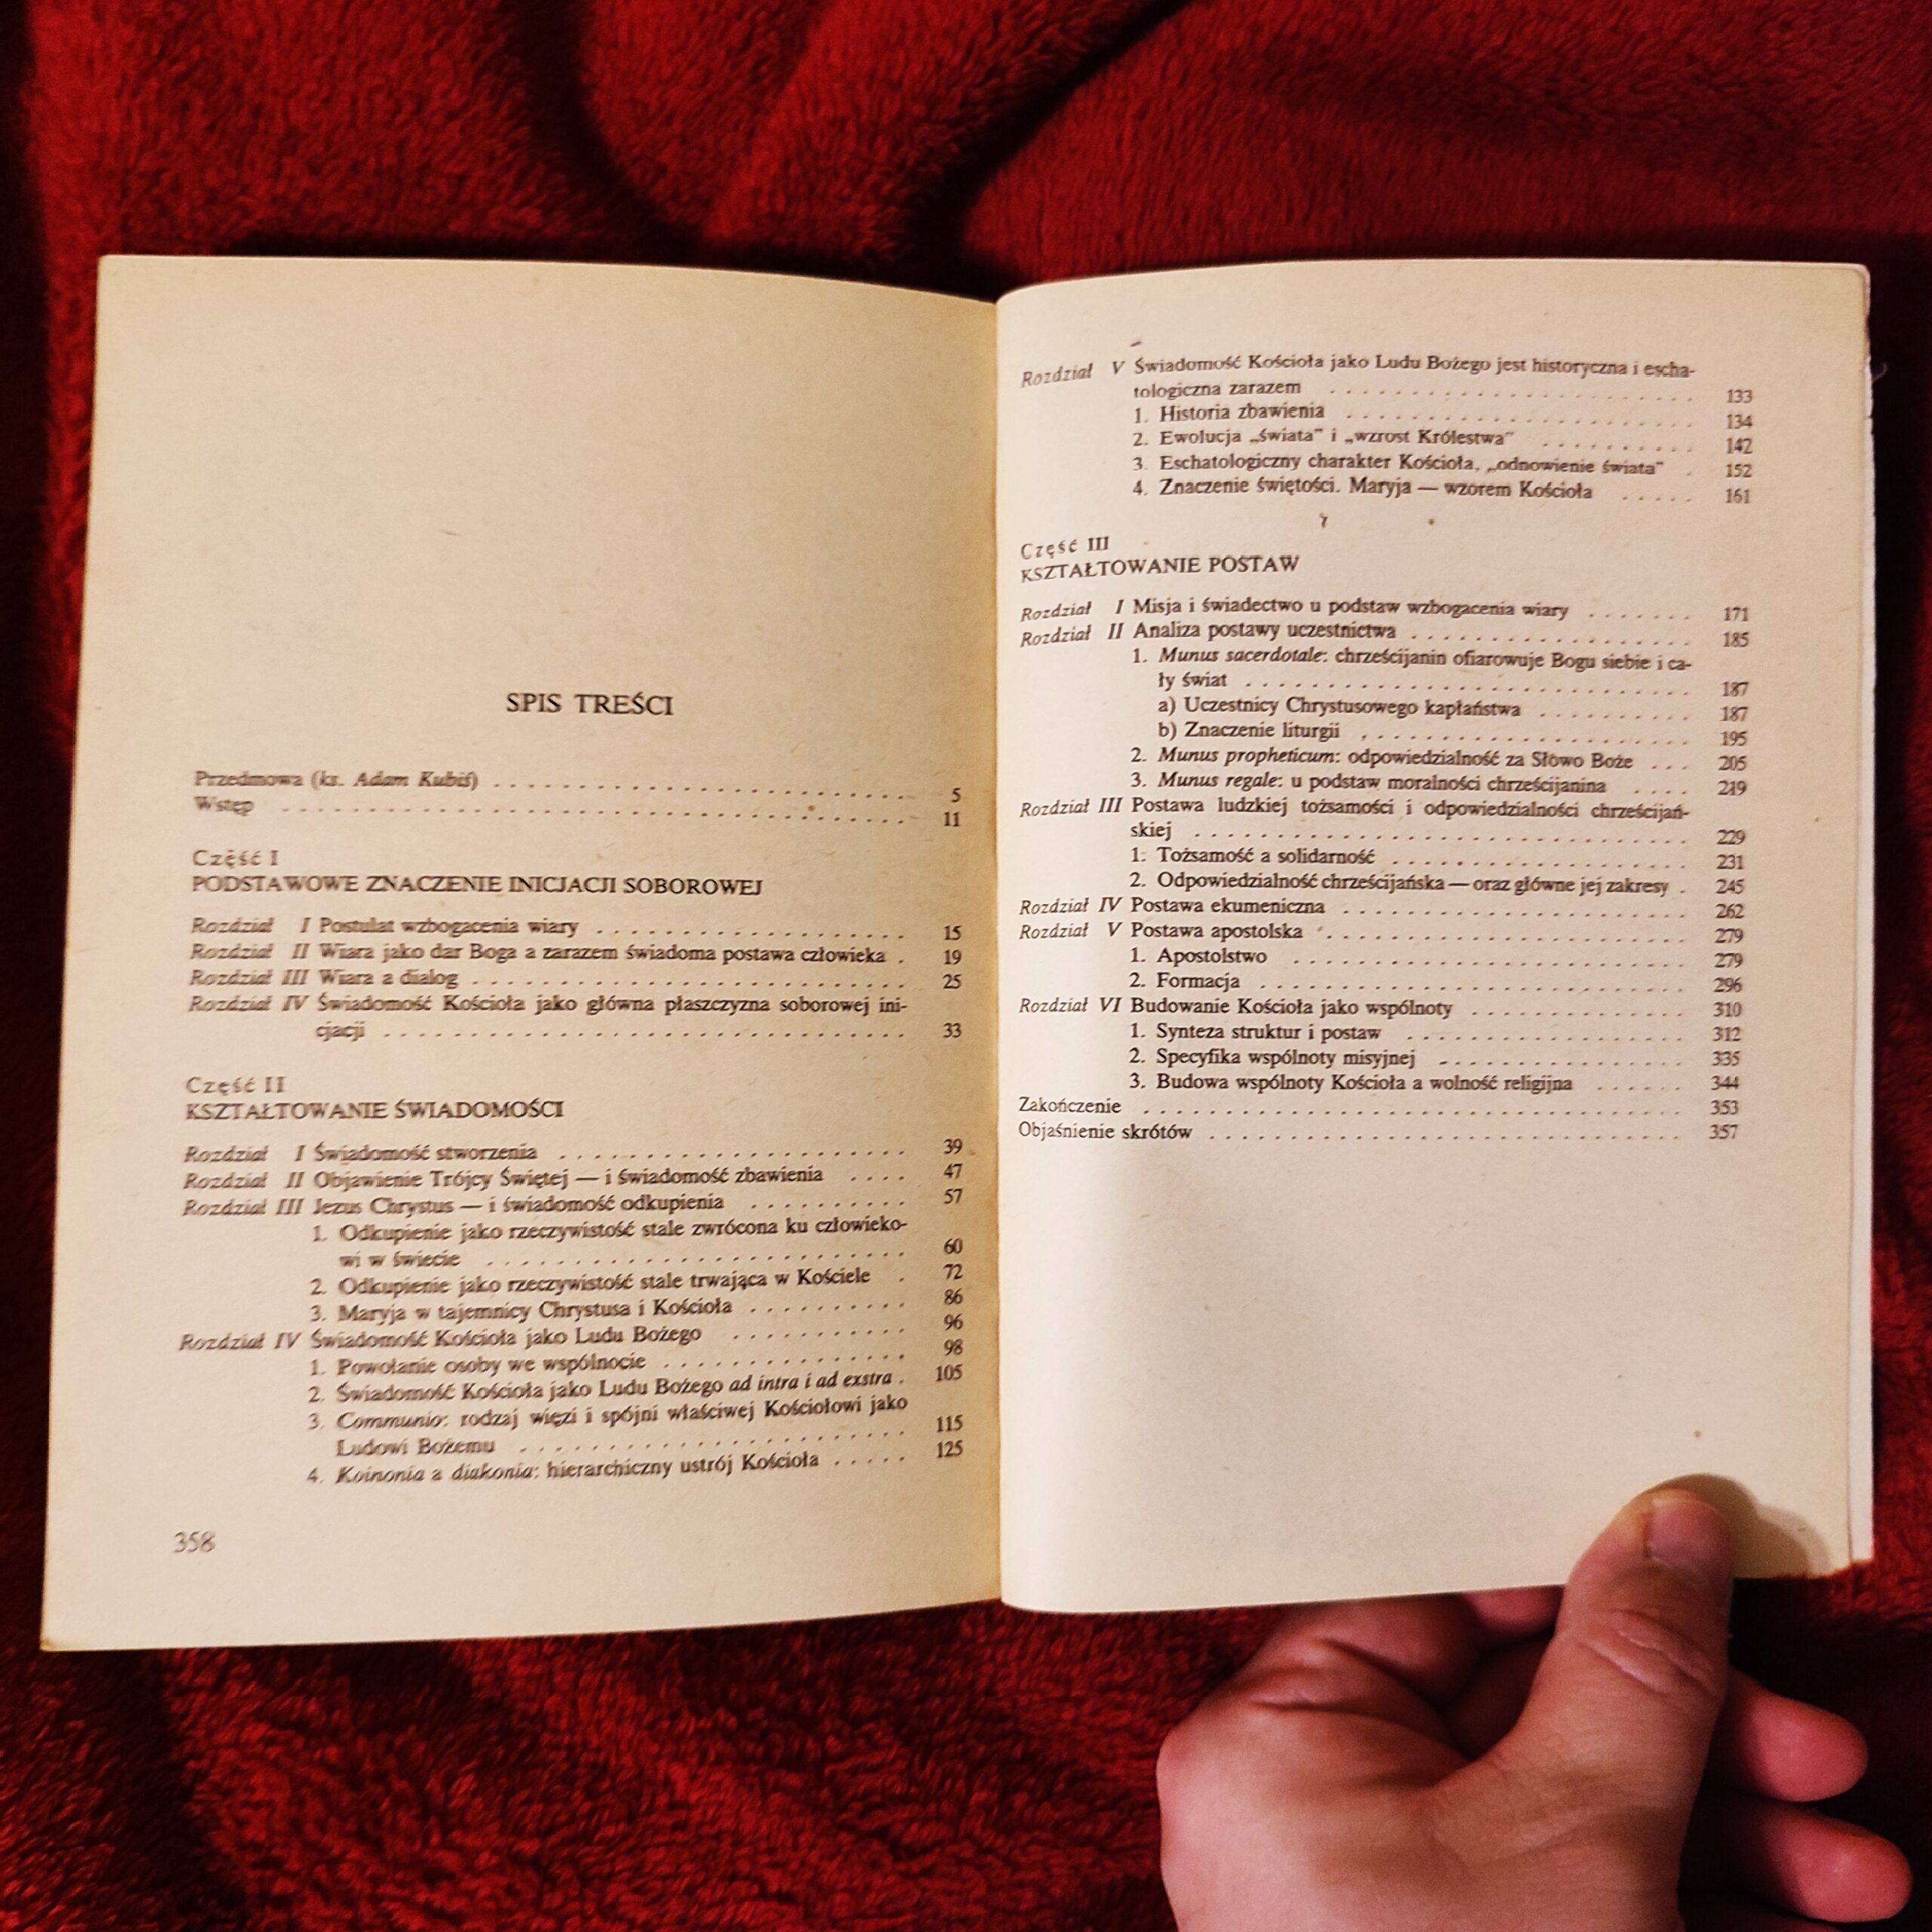 SPIS TREŚCI
Przedmowa (ks. Adam Kubiś) . . . . . . . . . . . . . . . . . . . . . . . . . . 5
Wstęp . . . . . . . . . . . . . . . . . . . . . . . . . . . . . . . . . . . . . . 11
Część I
PODSTAWOWE ZNACZENIE INICJACJI SOBOROWEJ
Rozdział I Postulat wzbogacenia wiary . . . . . . . . . . . . . . . . . . . 15
Rozdział II Wiara jako dar Boga a zarazem świadoma postawa człowieka . 19
Rozdział III Wiara a dialog . . . . . . . . . . . . . . . . . . . . . . . . . . 25
Rozdział IV Świadomość Kościoła jako główna płaszczyzna soborowej ini-
cjacji . . . . . . . . . . . . . . . . . . . . . . . . . . . . . . . . 33
Część II
KSZTAŁTOWANIE ŚWIADOMOŚCI
Rozdział I Świadomość stworzenia . . . . . . . . . . . . . . . . . . . . . 39
Rozdział II Objawienie Trójcy Świętej — i świadomość zbawienia . . . . 47
Rozdział III Jezus Chrystus — i świadomość odkupienia . . . . . . . . . . 57
1. Odkupienie jako rzeczywistość stale zwrócona ku człowieko-
wi w świecie . . . . . . . . . . . . . . . . . . . . . . . . . . 60
2. Odkupienie jako rzeczywistość stale trwająca w Kościele . 72
3. Maryja w tajemnicy Chrystusa i Kościoła . . . . . . . . . . 86
Rozdział IV Świadomość Kościoła jako Ludu Bożego . . . . . . . . . . . 96
1. Powołanie osoby we wspólnocie . . . . . . . . . . . . . . . 98
2. Świadomość Kościoła jako Ludu Bożego ad intra i ad exstra . 105
3. Communio: rodzaj więzi i spójni właściwej Kościołowi jako
Ludowi Bożemu . . . . . . . . . . . . . . . . . . . . . . . . 115
4. Koinonia a diakonia: hierarchiczny ustrój Kościoła . . . . . 125
358
Rozdział V Świadomość Kościoła jako Ludu Bożego jest historyczna i escha-
tologiczna zarazem . . . . . . . . . . . . . . . . . . . . . . . 133
1. Historia zbawienia . . . . . . . . . . . . . . . . . . . . . . 134
2. Ewolucja „świata” i „wzrost Królestwa” . . . . . . . . . . 142
3. Eschatologiczny charakter Kościoła, „odnowienie świata” . 152
4. Znaczenie świętości. Maryja — wzorem Kościoła . . . . . 161
Część III
KSZTAŁTOWANIE POSTAW
Rozdział I Misja i świadectwo u podstaw wzbogacenia wiary . . . . . . . 171
Rozdział II Analiza postawy uczestnictwa . . . . . . . . . . . . . . . . . . 185
1. Munus sacerdotale: chrześcijanin ofiarowuje Bogu siebie i ca-
ły świat . . . . . . . . . . . . . . . . . . . . . . . . . . . . 187
a) Uczestnicy Chrystusowego kapłaństwa . . . . . . . . . . 187
b) Znaczenie liturgii . . . . . . . . . . . . . . . . . . . . . 195
2. Munus propheticum: odpowiedzialność za Słowo Boże . . . 205
3. Munus regale: u podstaw moralności chrześcijanina . . . . 219
Rozdział III Postawa ludzkiej tożsamości i odpowiedzialności chrześcijań-
skiej . . . . . . . . . . . . . . . . . . . . . . . . . . . . . . . 229
1. Tożsamość a solidarność . . . . . . . . . . . . . . . . . . . 231
2. Odpowiedzialność chrześcijańska — oraz główne jej zakresy . 245
Rozdział IV Postawa ekumeniczna . . . . . . . . . . . . . . . . . . . . . . 262
Rozdział V Postawa apostolska . . . . . . . . . . . . . . . . . . . . . . . 279
1. Apostolstwo . . . . . . . . . . . . . . . . . . . . . . . . . 279
2. Formacja . . . . . . . . . . . . . . . . . . . . . . . . . . . 296
Rozdział VI Budowanie Kościoła jako wspólnoty . . . . . . . . . . . . . . 310
1. Synteza struktur i postaw . . . . . . . . . . . . . . . . . . 312
2. Specyfika wspólnoty misyjnej . . . . . . . . . . . . . . . . 335
3. Budowa wspólnoty Kościoła a wolność religijna . . . . . . 344
Zakończenie . . . . . . . . . . . . . . . . . . . . . . . . . . . . . . . . . . 353
Objaśnienie skrótów . . . . . . . . . . . . . . . . . . . . . . . . . . . . . 357